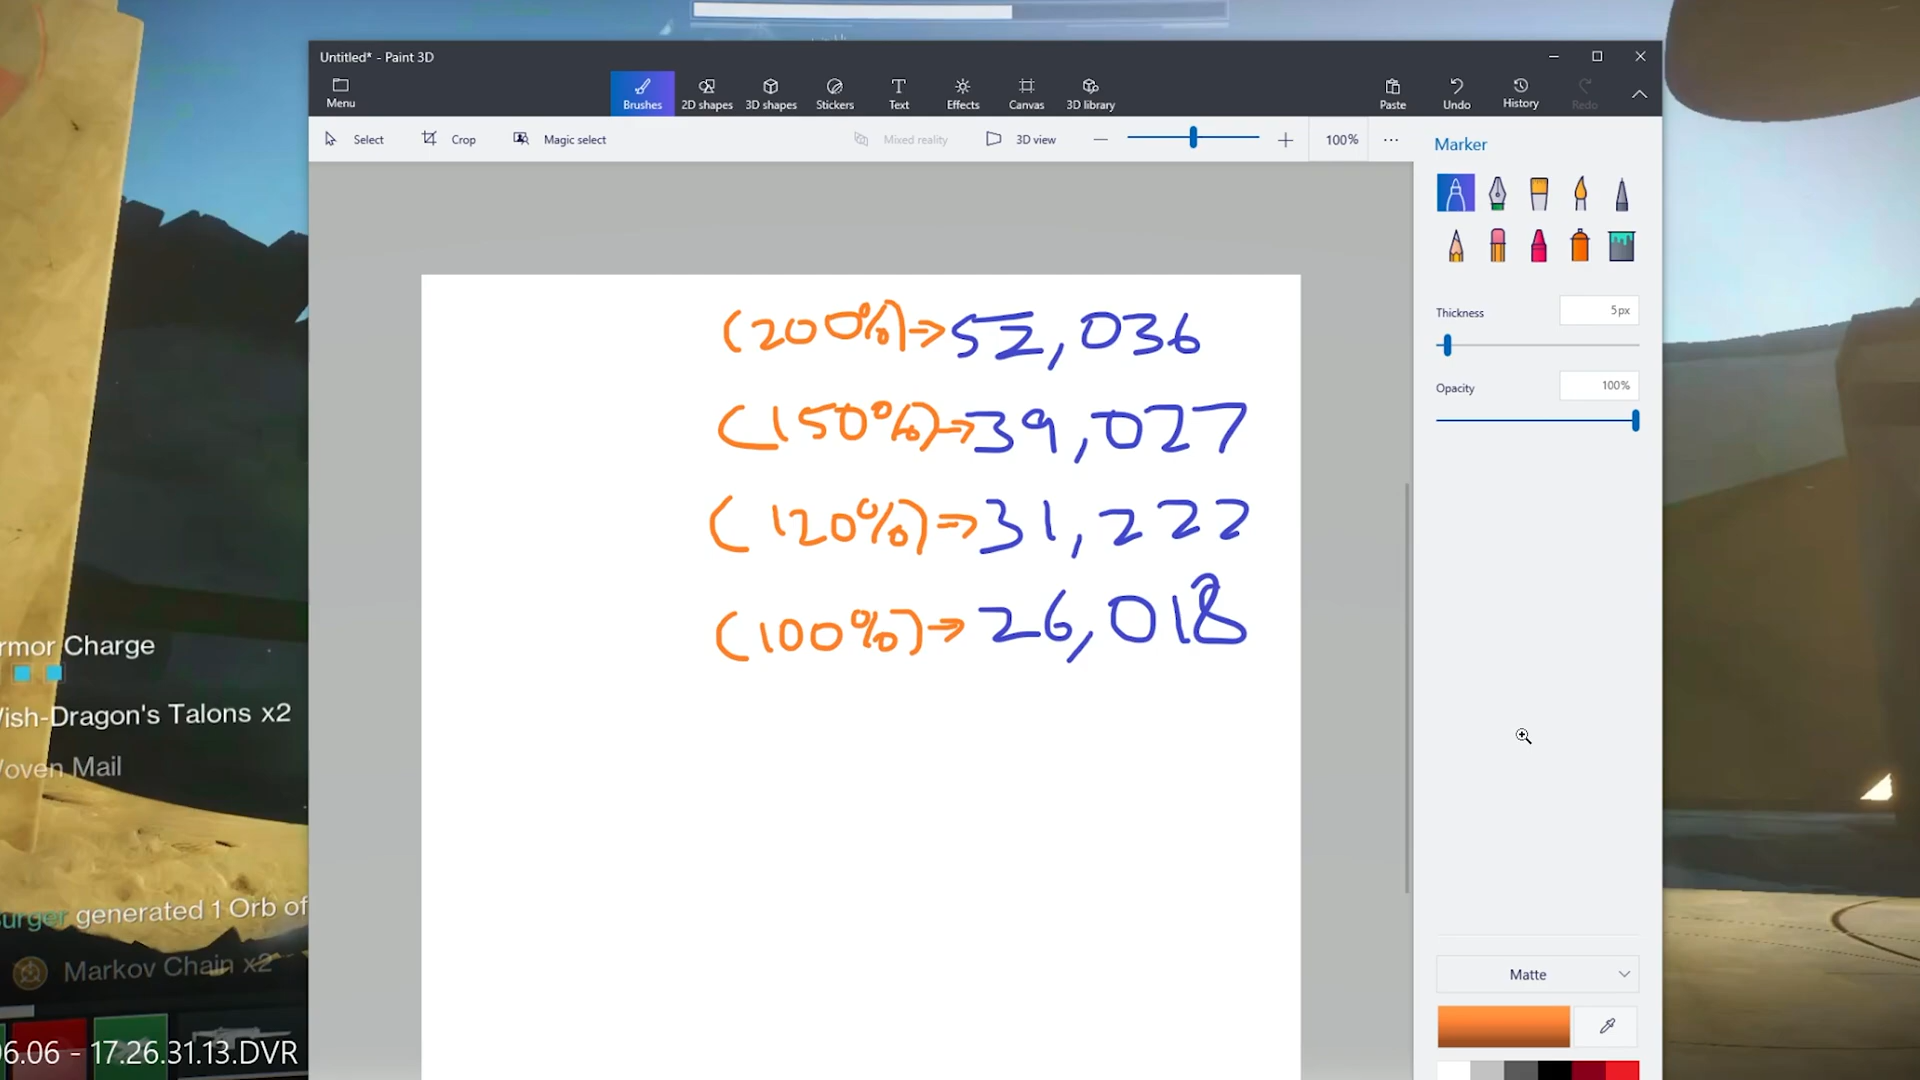 Untitled* - Paint 3D
Menu
Brushes
2D shapes
3D shapes
Stickers
Text
Effects
Canvas
3D library
Paste
Undo
History
Redo
Select
Crop
Magic select
Mixed reality
3D view
100%
Marker
Thickness
5px
Opacity
100%
(200%)→52,036
(150%)→39,027
(120%)→31,222
(100%)→26,018
rmor Charge
ish-Dragon's Talons x2
oven Mail
urger generated 1 Orb of
Markov Chain x2
06.06 - 17.26.31.13.DVR
Matte